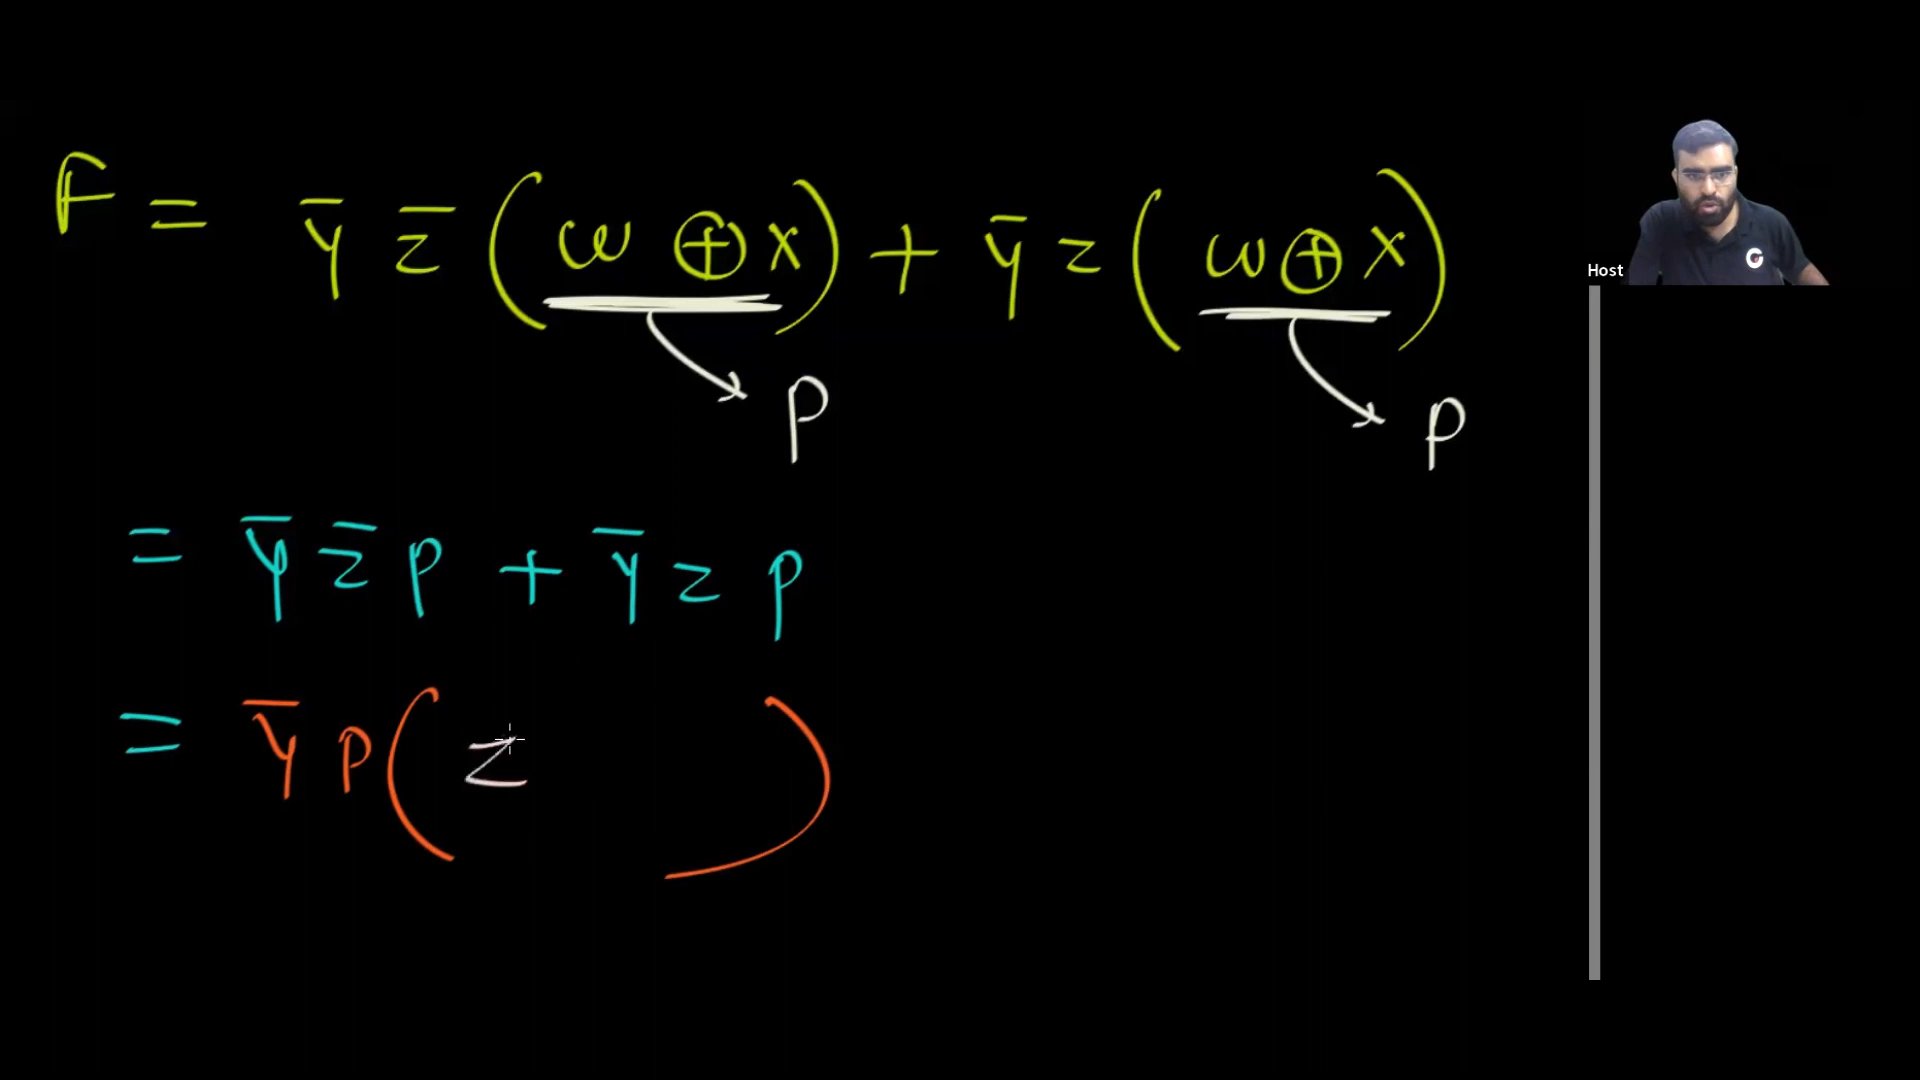 F = ȳ z̄ (w ⊕ x) + ȳ z (w ⊕ x)
p p
= ȳ z̄ p + ȳ z p
= ȳ p ( z )
Host